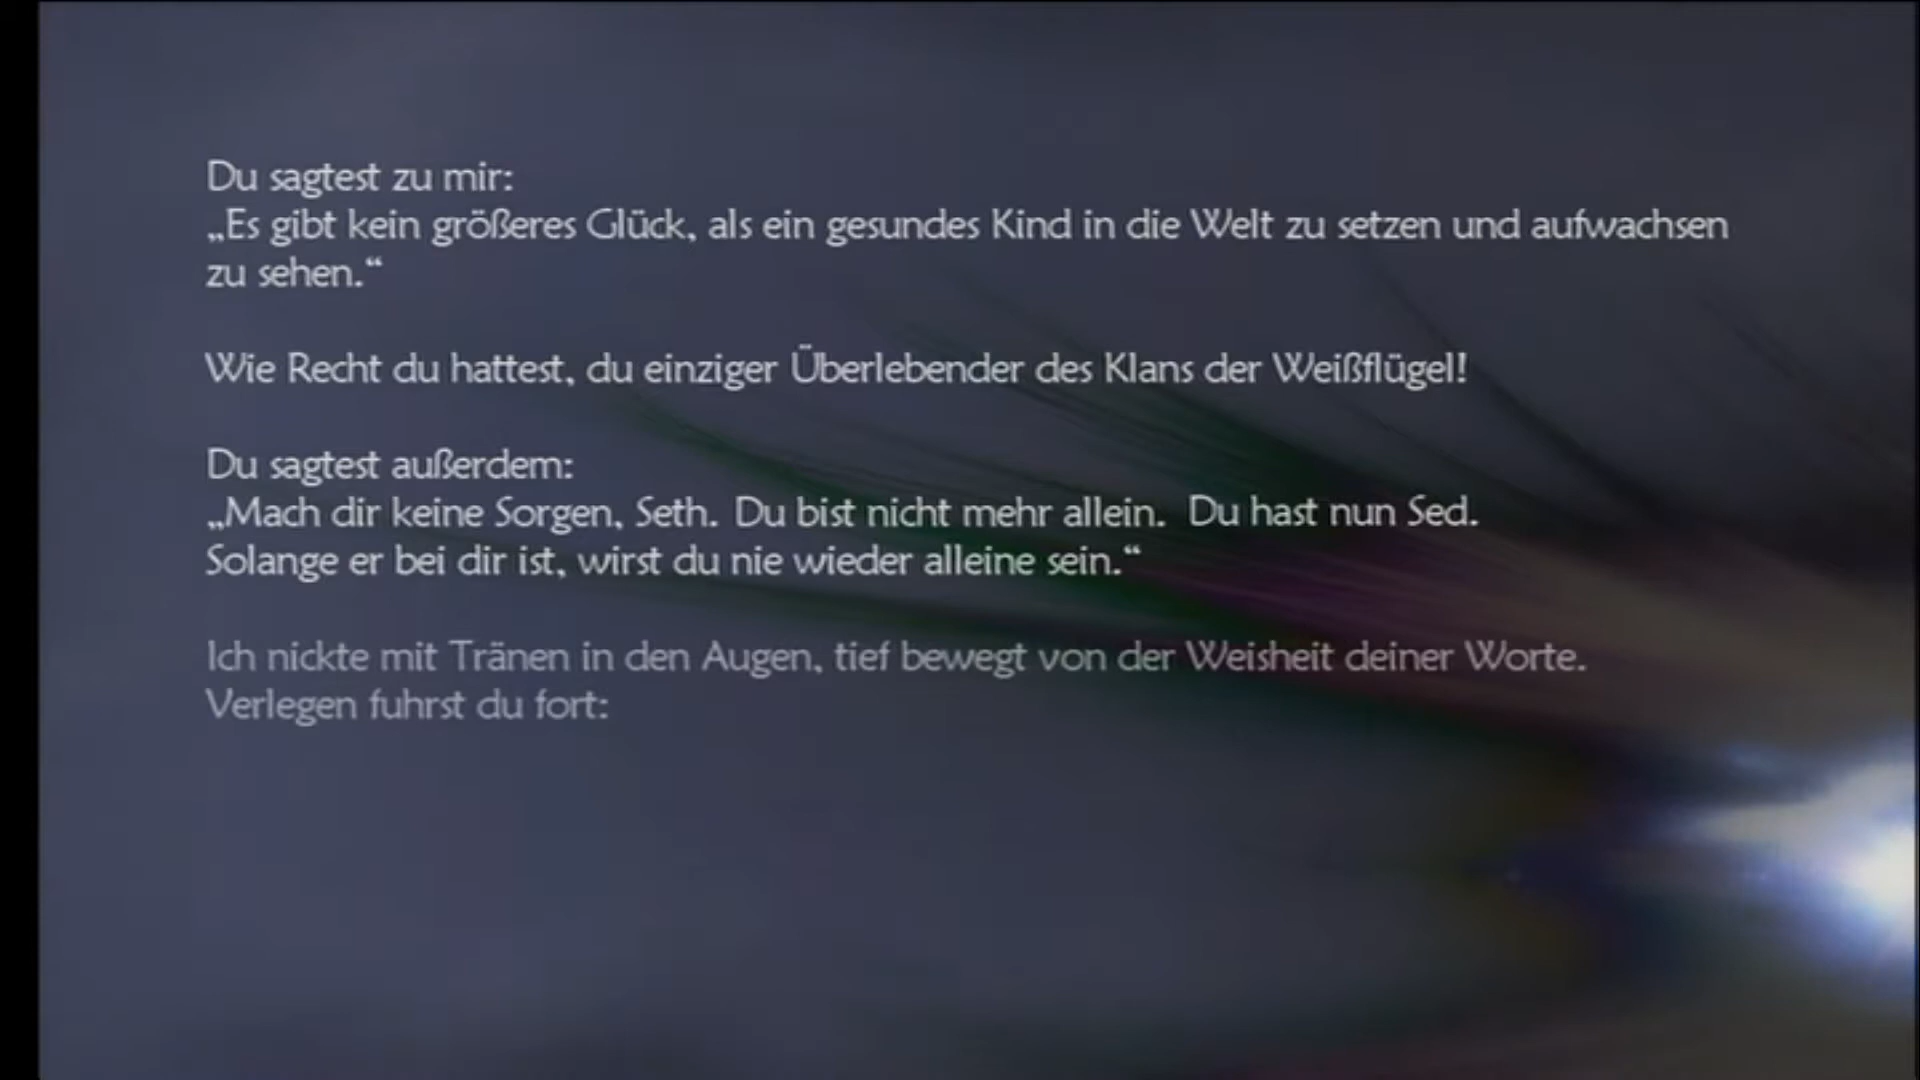 Du sagtest zu mir:
„Es gibt kein größeres Glück, als ein gesundes Kind in die Welt zu setzen und aufwachsen
zu sehen.“
Wie Recht du hattest, du einziger Überlebender des Klans der Weißflügel!
Du sagtest außerdem:
„Mach dir keine Sorgen, Seth. Du bist nicht mehr allein. Du hast nun Sed.
Solange er bei dir ist, wirst du nie wieder alleine sein.“
Ich nickte mit Tränen in den Augen, tief bewegt von der Weisheit deiner Worte.
Verlegen fuhrst du fort: